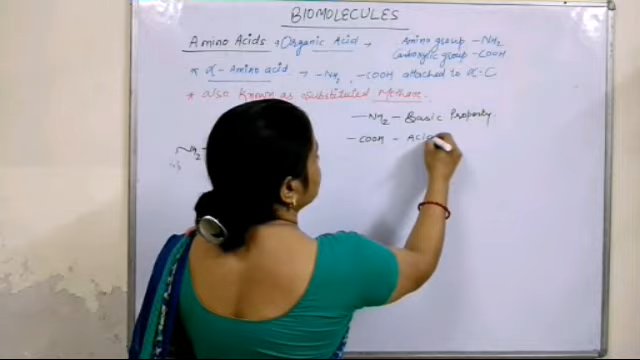 BIOMOLECULES
Amino Acids → Organic Acid → Amino group -NH2
Carboxylic group -COOH
* α-Amino acid → -NH2, -COOH attached to α-C
* also known as substituted Methane.
-NH2 - Basic Property.
-COOH - Acid
NH2